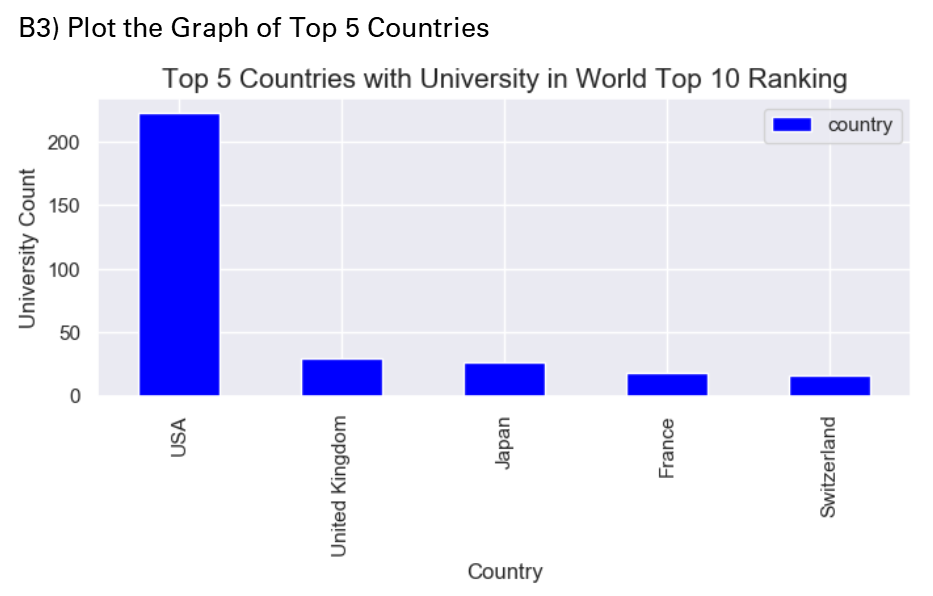 B3) Plot the Graph of Top 5 Countries
Top 5 Countries with University in World Top 10 Ranking
country
University Count
200
150
100
50
0
USA
United Kingdom
Japan
France
Switzerland
Country